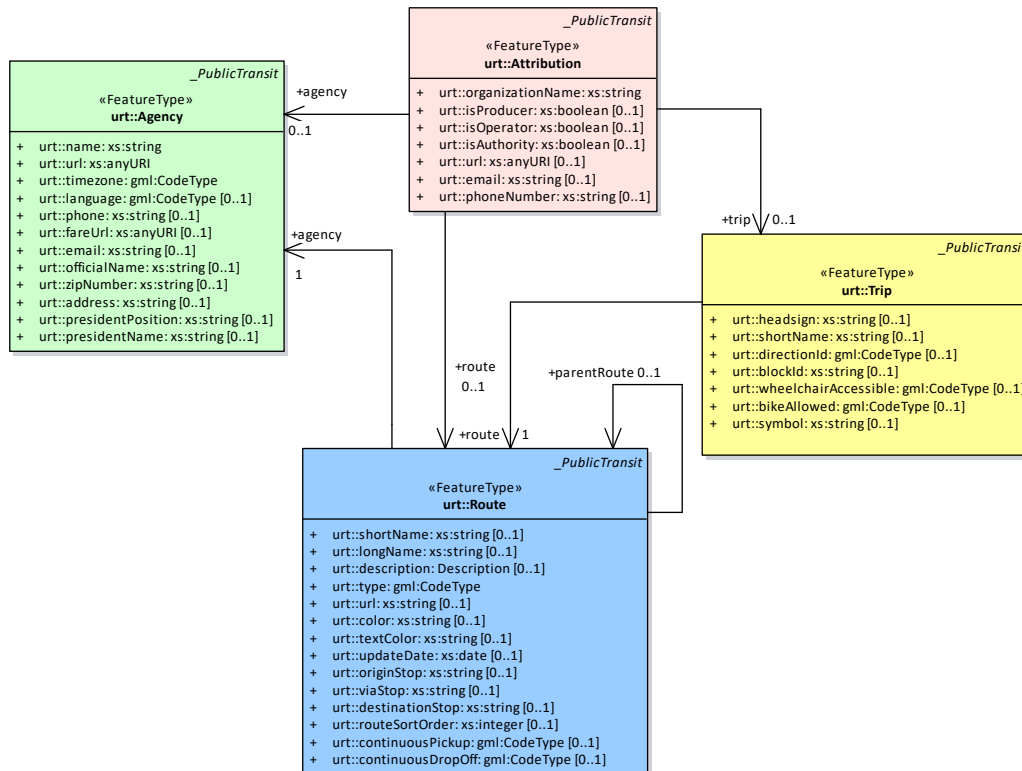 _PublicTransit
«FeatureType»
urt::Attribution
+ urt::organizationName: xs:string
+ urt::isProducer: xs:boolean [0..1]
+ urt::isOperator: xs:boolean [0..1]
+ urt::isAuthority: xs:boolean [0..1]
+ urt::url: xs:anyURI [0..1]
+ urt::email: xs:string [0..1]
+ urt::phoneNumber: xs:string [0..1]
_PublicTransit
«FeatureType»
urt::Agency
+ urt::name: xs:string
+ urt::url: xs:anyURI
+ urt::timezone: gml:CodeType
+ urt::language: gml:CodeType [0..1]
+ urt::phone: xs:string [0..1]
+ urt::fareUrl: xs:anyURI [0..1]
+ urt::email: xs:string [0..1]
+ urt::officialName: xs:string [0..1]
+ urt::zipNumber: xs:string [0..1]
+ urt::address: xs:string [0..1]
+ urt::presidentPosition: xs:string [0..1]
+ urt::presidentName: xs:string [0..1]
+agency
0..1
+agency
1
+trip 0..1
_PublicTransit
«FeatureType»
urt::Trip
+ urt::headsign: xs:string [0..1]
+ urt::shortName: xs:string [0..1]
+ urt::directionId: gml:CodeType [0..1]
+ urt::blockId: xs:string [0..1]
+ urt::wheelchairAccessible: gml:CodeType [0..1]
+ urt::bikeAllowed: gml:CodeType [0..1]
+ urt::symbol: xs:string [0..1]
+route
0..1
+parentRoute 0..1
+route 1
_PublicTransit
«FeatureType»
urt::Route
+ urt::shortName: xs:string [0..1]
+ urt::longName: xs:string [0..1]
+ urt::description: Description [0..1]
+ urt::type: gml:CodeType
+ urt::url: xs:string [0..1]
+ urt::color: xs:string [0..1]
+ urt::textColor: xs:string [0..1]
+ urt::updateDate: xs:date [0..1]
+ urt::originStop: xs:string [0..1]
+ urt::viaStop: xs:string [0..1]
+ urt::destinationStop: xs:string [0..1]
+ urt::routeSortOrder: xs:integer [0..1]
+ urt::continuousPickup: gml:CodeType [0..1]
+ urt::continuousDropOff: gml:CodeType [0..1]